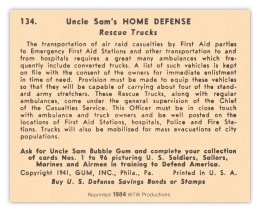 134. Uncle Sam's HOME DEFENSE
Rescue Trucks
The transportation of air raid casualties by First Aid parties
to Emergency First Aid Stations and other transportation to and
from hospitals requires a great many ambulances which fre-
quently include converted trucks. A list of such vehicles is kept
on file with the consent of the owners for immediate enlistment
in time of need. Provision must be made to equip these vehicles
so that they will be capable of carrying about four of the stand-
ard army stretchers. These Rescue Trucks, along with regular
ambulances, come under the general supervision of the Chief
of the Casualties Service. This Officer must be in close touch
with ambulance and truck owners and be well posted on the
locations of First Aid Stations, hospitals, Police and Fire Sta-
tions. Trucks will also be mobilized for mass evacuations of city
populations.
Ask for Uncle Sam Bubble Gum and complete your collection
of cards Nos. 1 to 96 picturing U. S. Soldiers, Sailors,
Marines and Airmen in training to Defend America.
Copyright 1941, GUM, INC., Phila., Pa. Printed in U. S. A.
Buy U. S. Defense Savings Bonds or Stamps
Reprinted 1984 WTW Productions